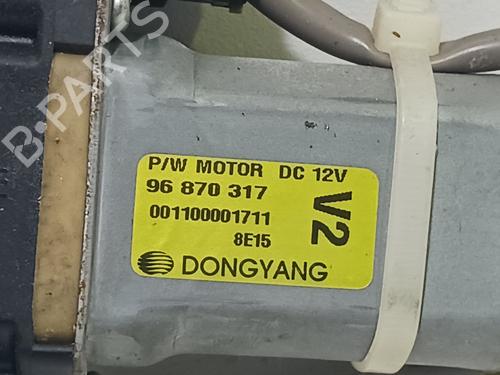 B-PARTS
P/W MOTOR DC 12V
96 870 317
001100001711
8E15
V2
DONGYANG